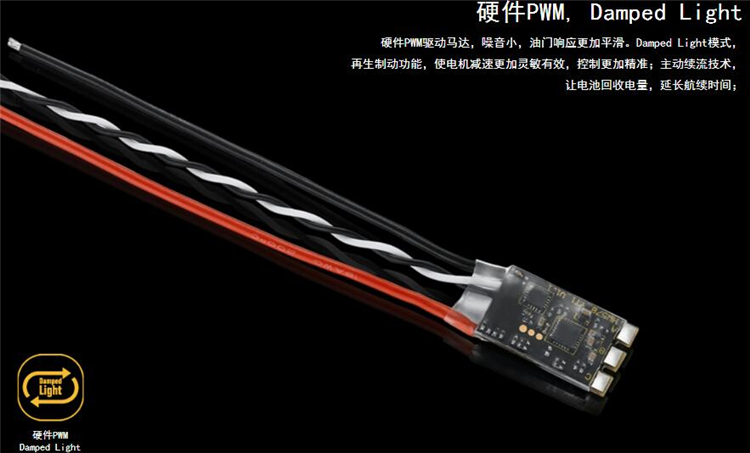 硬件PWM, Damped Light
硬件PWM驱动马达，噪音小，油门响应更加平滑。Damped Light模式，
再生制动功能，使电机减速更加灵敏有效，控制更加精准；主动续流技术，
让电池回收电量，延长航续时间；
Damped
Light
硬件PWM
Damped Light